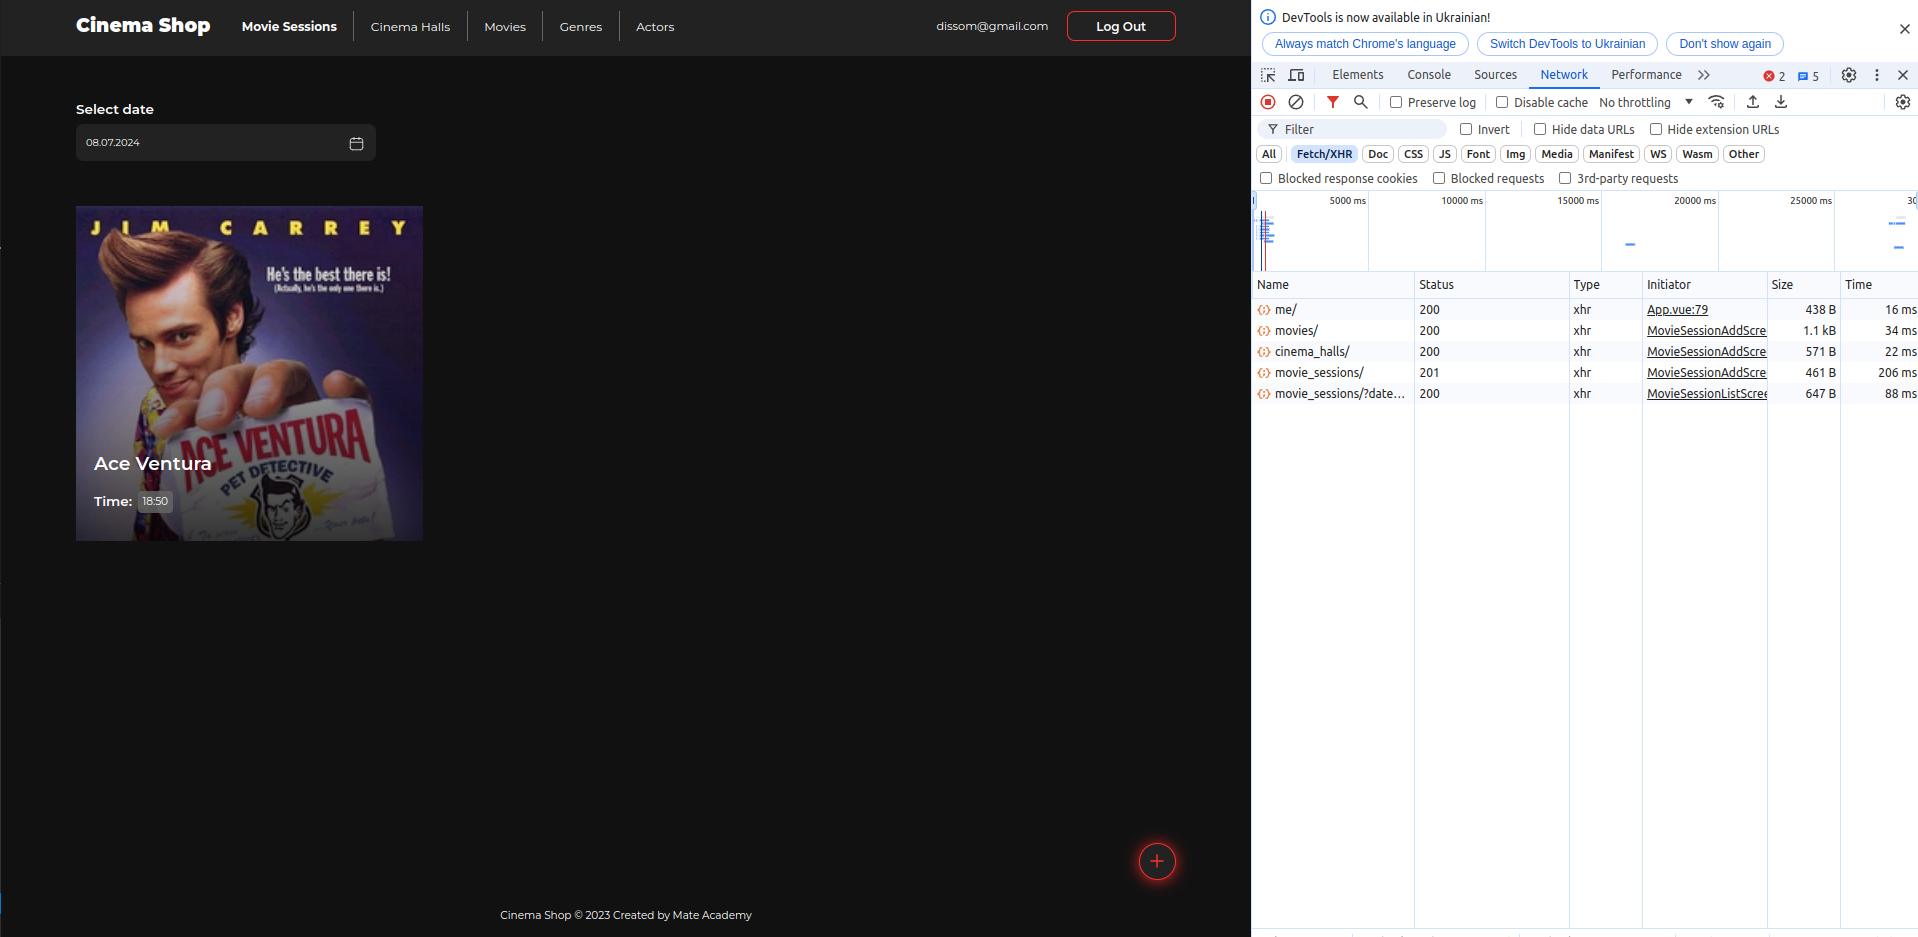 Cinema Shop Movie Sessions Cinema Halls Movies Genres Actors dissom@gmail.com Log Out
Select date
08.07.2024
JIM CARREY
He's the best there is!
(Actually, he's the only one there is.)
ACE VENTURA
PET DETECTIVE
Ace Ventura
Time: 18:50
Cinema Shop © 2023 Created by Mate Academy
DevTools is now available in Ukrainian!
Always match Chrome's language Switch DevTools to Ukrainian Don't show again
Elements Console Sources Network Performance 2 5
Preserve log Disable cache No throttling
Filter Invert Hide data URLs Hide extension URLs
All Fetch/XHR Doc CSS JS Font Img Media Manifest WS Wasm Other
Blocked response cookies Blocked requests 3rd-party requests
5000 ms 10000 ms 15000 ms 20000 ms 25000 ms 30
Name Status Type Initiator Size Time
me/ 200 xhr App.vue:79 438 B 16 ms
movies/ 200 xhr MovieSessionAddScre 1.1 kB 34 ms
cinema_halls/ 200 xhr MovieSessionAddScre 571 B 22 ms
movie_sessions/ 201 xhr MovieSessionAddScre 461 B 206 ms
movie_sessions/?date... 200 xhr MovieSessionListScree 647 B 88 ms